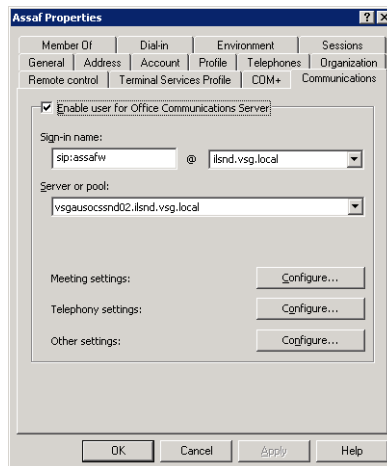 Assaf Properties
Member Of Dial-in Environment Sessions
General Address Account Profile Telephones Organization
Remote control Terminal Services Profile COM+ Communications
Enable user for Office Communications Server
Sign-in name:
sip:assafw @ ilsnd.vsg.local
Server or pool:
vsgausocssnd02.ilsnd.vsg.local
Meeting settings: Configure...
Telephony settings: Configure...
Other settings: Configure...
OK Cancel Apply Help